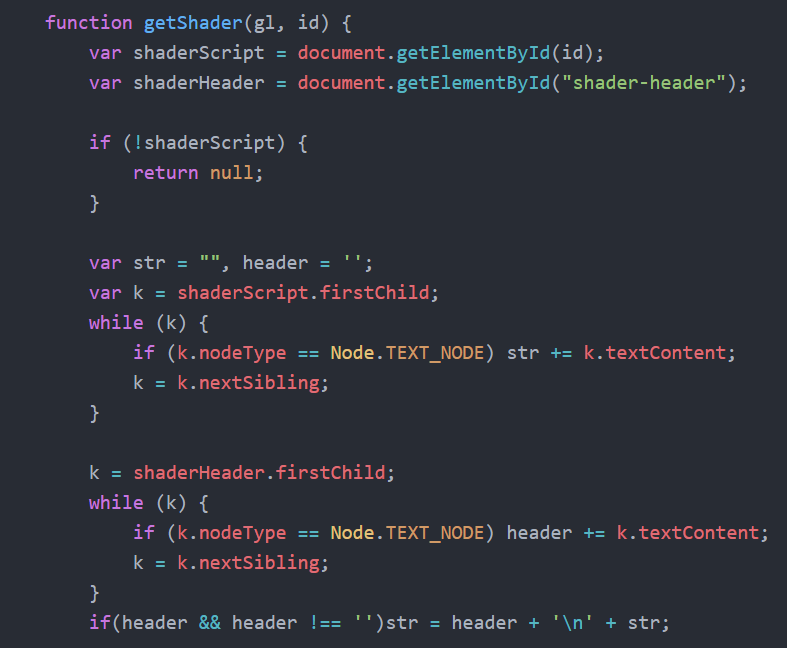 function getShader(gl, id) {
    var shaderScript = document.getElementById(id);
    var shaderHeader = document.getElementById("shader-header");

    if (!shaderScript) {
        return null;
    }

    var str = "", header = '';
    var k = shaderScript.firstChild;
    while (k) {
        if (k.nodeType == Node.TEXT_NODE) str += k.textContent;
        k = k.nextSibling;
    }

    k = shaderHeader.firstChild;
    while (k) {
        if (k.nodeType == Node.TEXT_NODE) header += k.textContent;
        k = k.nextSibling;
    }
    if(header && header !== '')str = header + '\n' + str;